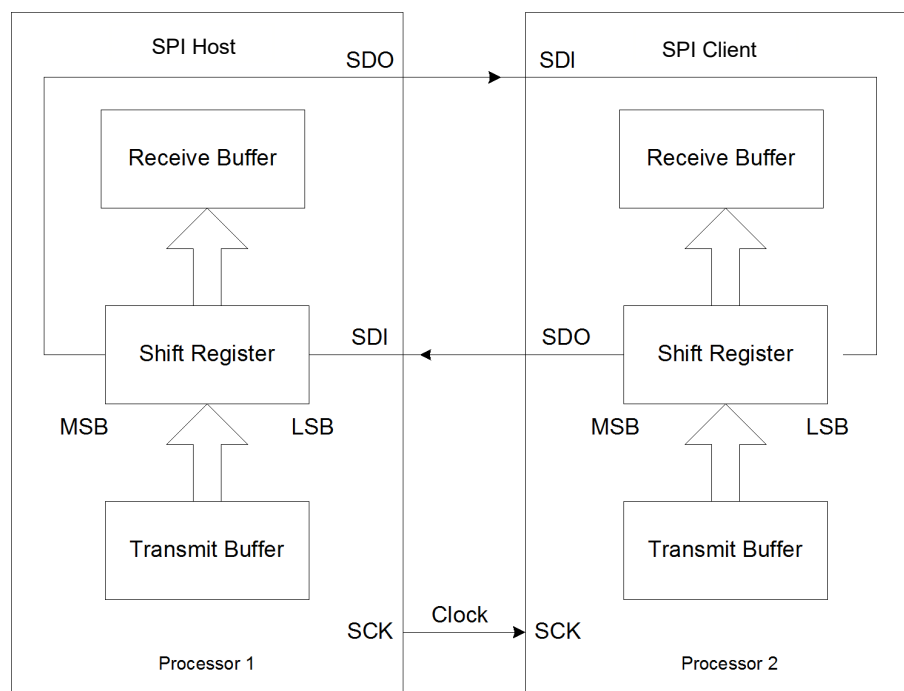 SPI Host
SDO
SDI
SPI Client
Receive Buffer
Receive Buffer
SDI
SDO
Shift Register
Shift Register
MSB
LSB
MSB
LSB
Transmit Buffer
Transmit Buffer
Clock
SCK
SCK
Processor 1
Processor 2